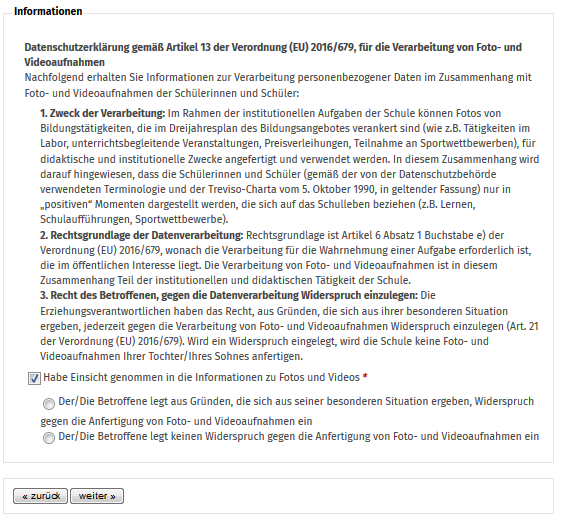 Informationen
Datenschutzerklärung gemäß Artikel 13 der Verordnung (EU) 2016/679, für die Verarbeitung von Foto- und
Videoaufnahmen
Nachfolgend erhalten Sie Informationen zur Verarbeitung personenbezogener Daten im Zusammenhang mit
Foto- und Videoaufnahmen der Schülerinnen und Schüler:
1. Zweck der Verarbeitung: Im Rahmen der institutionellen Aufgaben der Schule können Fotos von
Bildungstätigkeiten, die im Dreijahresplan des Bildungsangebotes verankert sind (wie z.B. Tätigkeiten im
Labor, unterrichtsbegleitende Veranstaltungen, Preisverleihungen, Teilnahme an Sportwettbewerben), für
didaktische und institutionelle Zwecke angefertigt und verwendet werden. In diesem Zusammenhang wird
darauf hingewiesen, dass die Schülerinnen und Schüler (gemäß der von der Datenschutzbehörde
verwendeten Terminologie und der Treviso-Charta vom 5. Oktober 1990, in geltender Fassung) nur in
„positiven“ Momenten dargestellt werden, die sich auf das Schulleben beziehen (z.B. Lernen,
Schulaufführungen, Sportwettbewerbe).
2. Rechtsgrundlage der Datenverarbeitung: Rechtsgrundlage ist Artikel 6 Absatz 1 Buchstabe e) der
Verordnung (EU) 2016/679, wonach die Verarbeitung für die Wahrnehmung einer Aufgabe erforderlich ist,
die im öffentlichen Interesse liegt. Die Verarbeitung von Foto- und Videoaufnahmen ist in diesem
Zusammenhang Teil der institutionellen und didaktischen Tätigkeit der Schule.
3. Recht des Betroffenen, gegen die Datenverarbeitung Widerspruch einzulegen: Die
Erziehungsverantwortlichen haben das Recht, aus Gründen, die sich aus ihrer besonderen Situation
ergeben, jederzeit gegen die Verarbeitung von Foto- und Videoaufnahmen Widerspruch einzulegen (Art. 21
der Verordnung (EU) 2016/679). Wird ein Widerspruch eingelegt, wird die Schule keine Foto- und
Videoaufnahmen Ihrer Tochter/Ihres Sohnes anfertigen.
Habe Einsicht genommen in die Informationen zu Fotos und Videos *
Der/Die Betroffene legt aus Gründen, die sich aus seiner besonderen Situation ergeben, Widerspruch
gegen die Anfertigung von Foto- und Videoaufnahmen ein
Der/Die Betroffene legt keinen Widerspruch gegen die Anfertigung von Foto- und Videoaufnahmen ein
« zurück weiter »